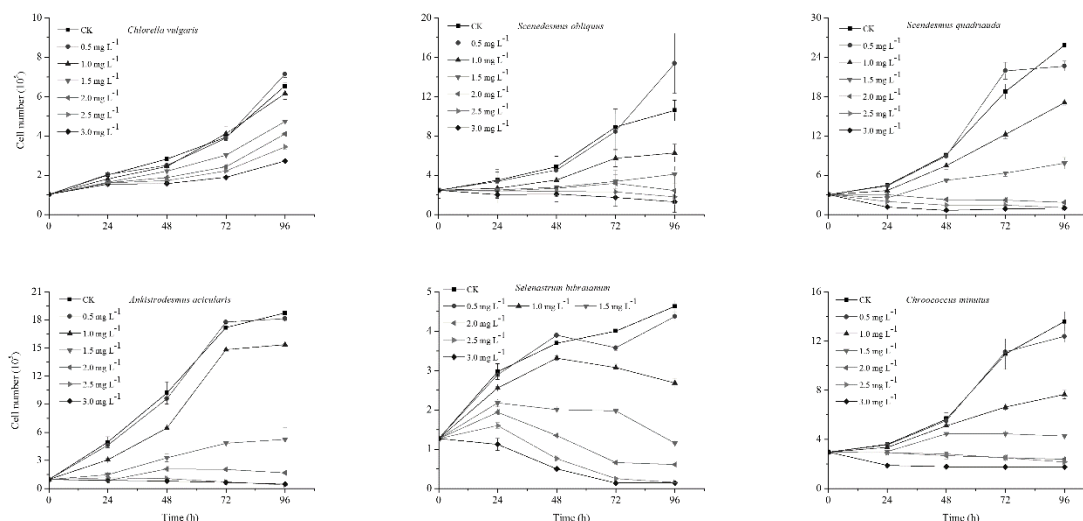 Chlorella vulgaris
CK
0.5 mg L⁻¹
1.0 mg L⁻¹
1.5 mg L⁻¹
2.0 mg L⁻¹
2.5 mg L⁻¹
3.0 mg L⁻¹
Cell number (10⁵)
10
8
6
4
2
0
0 24 48 72 96
Scenedesmus obliquus
CK
0.5 mg L⁻¹
1.0 mg L⁻¹
1.5 mg L⁻¹
2.0 mg L⁻¹
2.5 mg L⁻¹
3.0 mg L⁻¹
20
16
12
8
4
0
0 24 48 72 96
Scendesmus quadriauda
CK
0.5 mg L⁻¹
1.0 mg L⁻¹
1.5 mg L⁻¹
2.0 mg L⁻¹
2.5 mg L⁻¹
3.0 mg L⁻¹
30
24
18
12
6
0
0 24 48 72 96
Ankistrodesmus acicularis
CK
0.5 mg L⁻¹
1.0 mg L⁻¹
1.5 mg L⁻¹
2.0 mg L⁻¹
2.5 mg L⁻¹
3.0 mg L⁻¹
Cell number (10⁵)
21
18
15
12
9
6
3
0
0 24 48 72 96
Time (h)
Selenastrum bibraianum
CK
0.5 mg L⁻¹ 1.0 mg L⁻¹ 1.5 mg L⁻¹
2.0 mg L⁻¹
2.5 mg L⁻¹
3.0 mg L⁻¹
5
4
3
2
1
0
0 24 48 72 96
Time (h)
Chroococcus minutus
CK
0.5 mg L⁻¹
1.0 mg L⁻¹
1.5 mg L⁻¹
2.0 mg L⁻¹
2.5 mg L⁻¹
3.0 mg L⁻¹
16
12
8
4
0
0 24 48 72 96
Time (h)